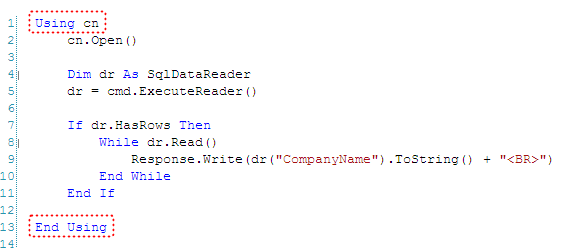 1 Using cn
2 cn.Open()
3
4 Dim dr As SqlDataReader
5 dr = cmd.ExecuteReader()
6
7 If dr.HasRows Then
8 While dr.Read()
9 Response.Write(dr("CompanyName").ToString() + "<BR>")
10 End While
11 End If
12
13 End Using
14